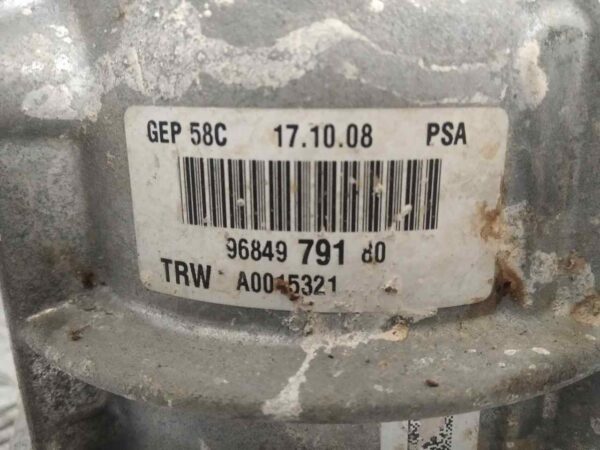 GEP 58C 17.10.08 PSA
96849 791 80
TRW A0015321